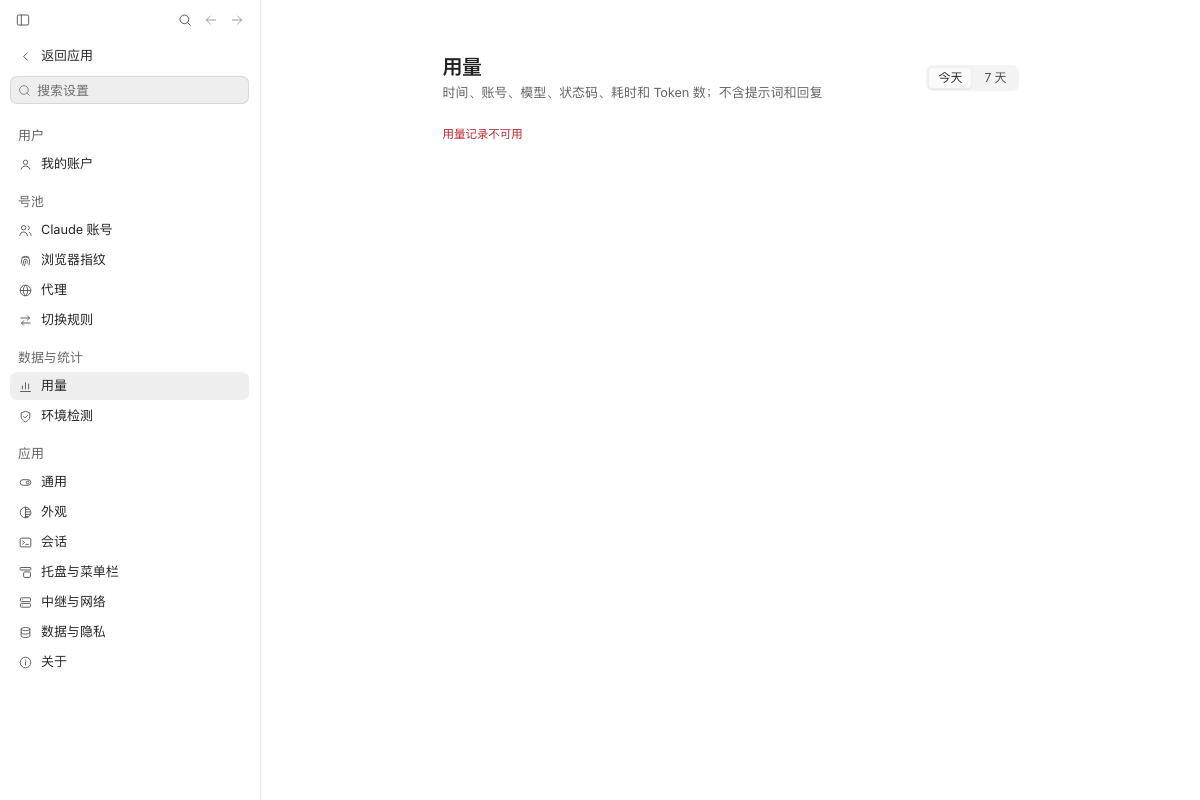 返回应用
搜索设置
用户
我的账户
号池
Claude 账号
浏览器指纹
代理
切换规则
数据与统计
用量
环境检测
应用
通用
外观
会话
托盘与菜单栏
中继与网络
数据与隐私
关于
用量
时间、账号、模型、状态码、耗时和 Token 数；不含提示词和回复
今天 7 天
用量记录不可用